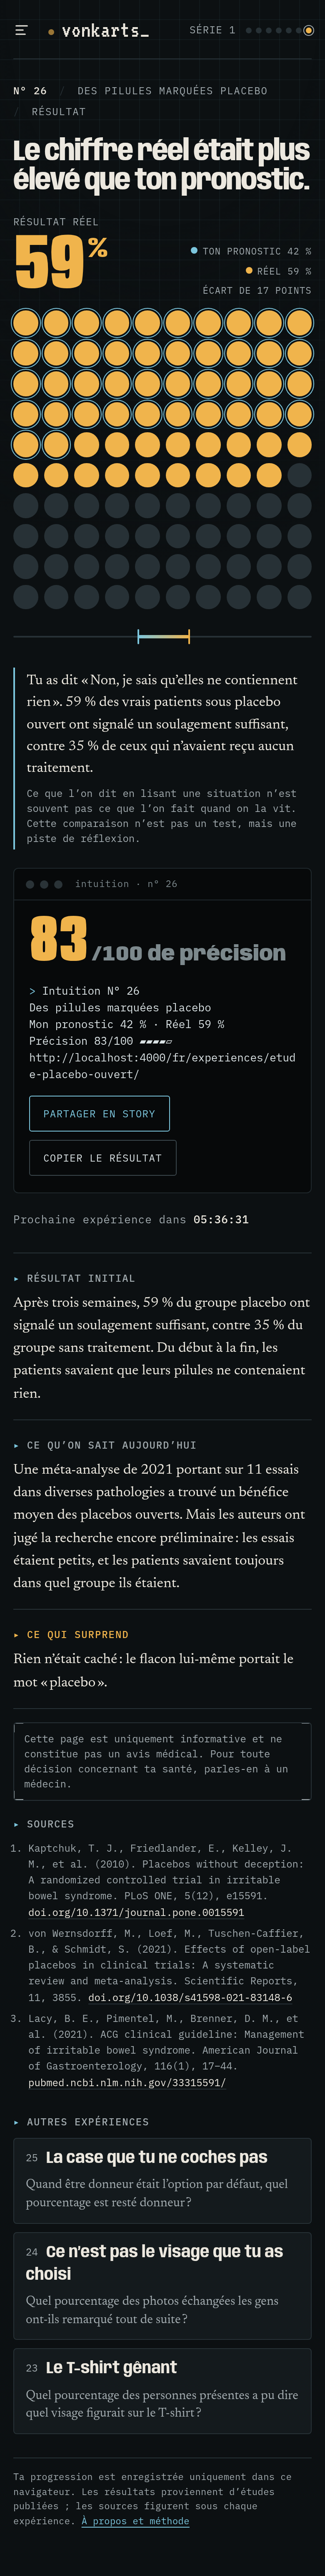 vonkarts_
SÉRIE 1
N° 26 / DES PILULES MARQUÉES PLACEBO
/ RÉSULTAT
Le chiffre réel était plus
élevé que ton pronostic.
RÉSULTAT RÉEL
59%
TON PRONOSTIC 42 %
RÉEL 59 %
ÉCART DE 17 POINTS
Tu as dit « Non, je sais qu’elles ne contiennent
rien ». 59 % des vrais patients sous placebo
ouvert ont signalé un soulagement suffisant,
contre 35 % de ceux qui n’avaient reçu aucun
traitement.
Ce que l’on dit en lisant une situation n’est
souvent pas ce que l’on fait quand on la vit.
Cette comparaison n’est pas un test, mais une
piste de réflexion.
intuition · n° 26
83/100 de précision
> Intuition N° 26
Des pilules marquées placebo
Mon pronostic 42 % · Réel 59 %
Précision 83/100 ▰▰▰▰▱
http://localhost:4000/fr/experiences/etud
e-placebo-ouvert/
PARTAGER EN STORY
COPIER LE RÉSULTAT
Prochaine expérience dans 05:36:31
▸ RÉSULTAT INITIAL
Après trois semaines, 59 % du groupe placebo ont
signalé un soulagement suffisant, contre 35 % du
groupe sans traitement. Du début à la fin, les
patients savaient que leurs pilules ne contenaient
rien.
▸ CE QU’ON SAIT AUJOURD’HUI
Une méta-analyse de 2021 portant sur 11 essais
dans diverses pathologies a trouvé un bénéfice
moyen des placebos ouverts. Mais les auteurs ont
jugé la recherche encore préliminaire : les essais
étaient petits, et les patients savaient toujours
dans quel groupe ils étaient.
▸ CE QUI SURPREND
Rien n’était caché : le flacon lui-même portait le
mot « placebo ».
Cette page est uniquement informative et ne
constitue pas un avis médical. Pour toute
décision concernant ta santé, parles-en à un
médecin.
▸ SOURCES
1. Kaptchuk, T. J., Friedlander, E., Kelley, J.
M., et al. (2010). Placebos without deception:
A randomized controlled trial in irritable
bowel syndrome. PLoS ONE, 5(12), e15591.
doi.org/10.1371/journal.pone.0015591
2. von Wernsdorff, M., Loef, M., Tuschen-Caffier,
B., & Schmidt, S. (2021). Effects of open-label
placebos in clinical trials: A systematic
review and meta-analysis. Scientific Reports,
11, 3855. doi.org/10.1038/s41598-021-83148-6
3. Lacy, B. E., Pimentel, M., Brenner, D. M., et
al. (2021). ACG clinical guideline: Management
of irritable bowel syndrome. American Journal
of Gastroenterology, 116(1), 17–44.
pubmed.ncbi.nlm.nih.gov/33315591/
▸ AUTRES EXPÉRIENCES
25 La case que tu ne coches pas
Quand être donneur était l’option par défaut, quel
pourcentage est resté donneur ?
24 Ce n’est pas le visage que tu as
choisi
Quel pourcentage des photos échangées les gens
ont-ils remarqué tout de suite ?
23 Le T-shirt gênant
Quel pourcentage des personnes présentes a pu dire
quel visage figurait sur le T-shirt ?
Ta progression est enregistrée uniquement dans ce
navigateur. Les résultats proviennent d’études
publiées ; les sources figurent sous chaque
expérience. À propos et méthode